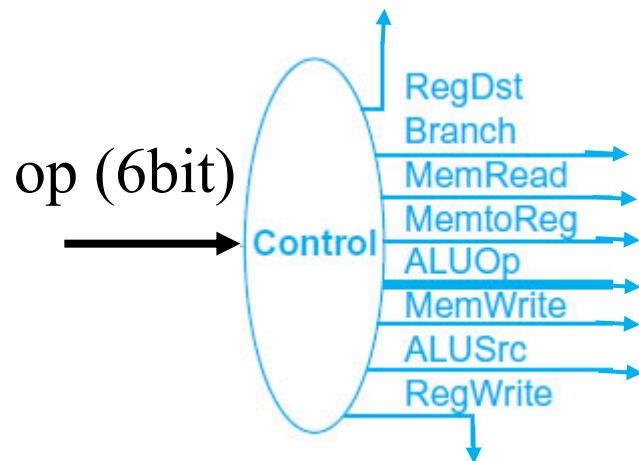 RegDst
Branch
op (6bit)
MemRead
MemtoReg
Control
ALUOp
MemWrite
ALUSrc
RegWrite